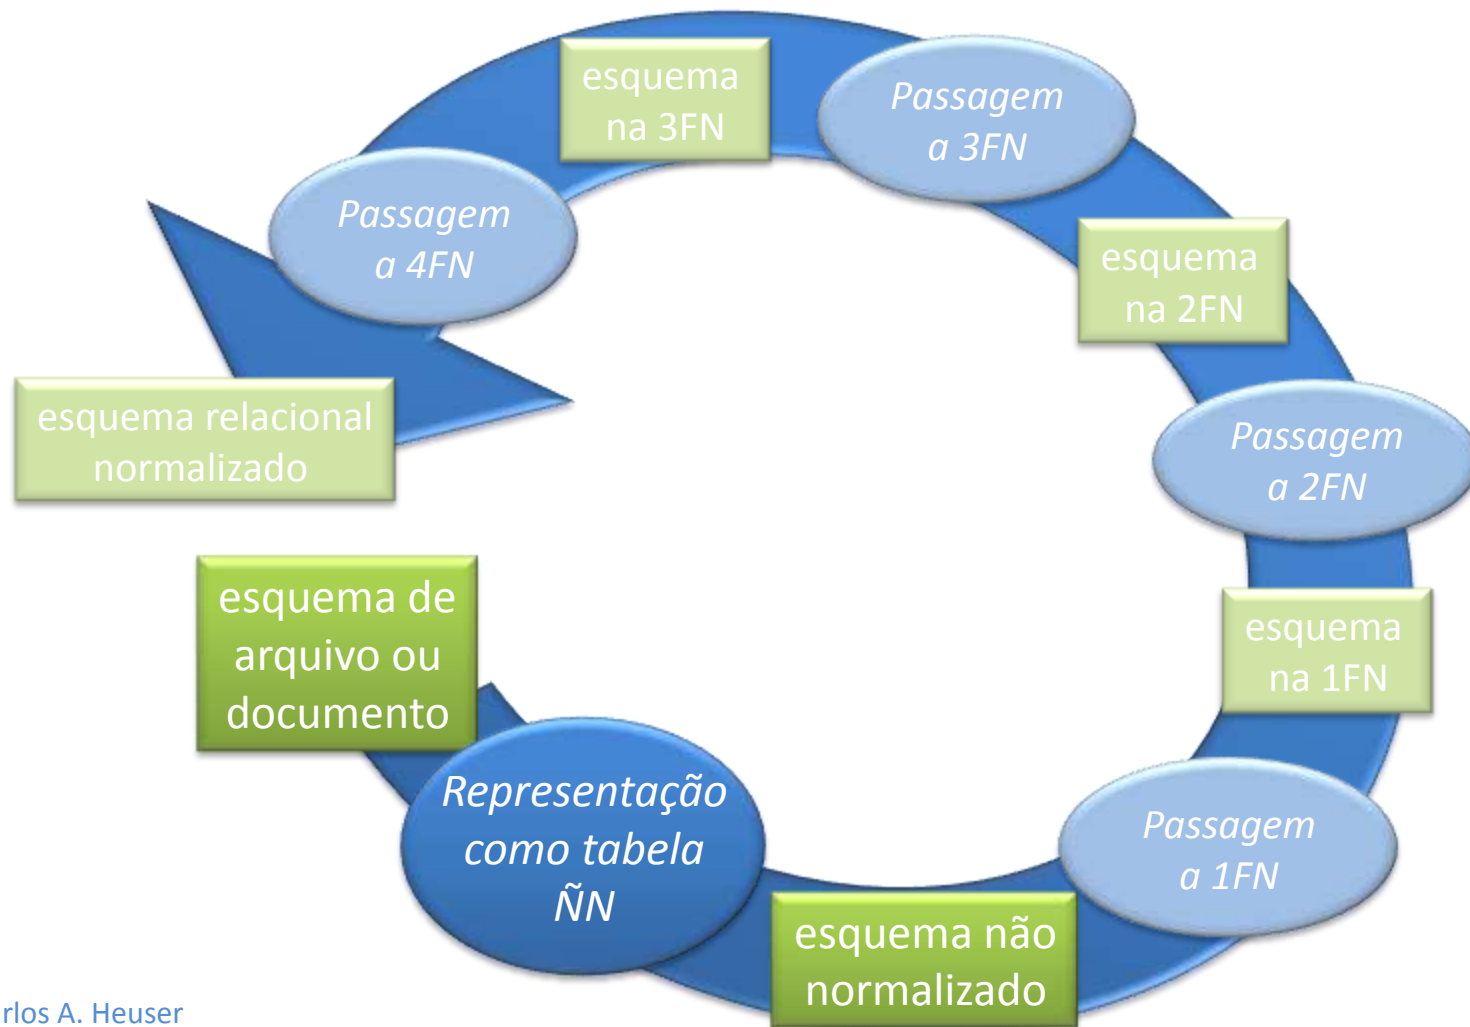 esquema
na 3FN
Passagem
a 3FN
Passagem
a 4FN
esquema
na 2FN
esquema relacional
normalizado
Passagem
a 2FN
esquema de
arquivo ou
documento
esquema
na 1FN
Representação
como tabela
ÑN
Passagem
a 1FN
esquema não
normalizado
rlos A. Heuser